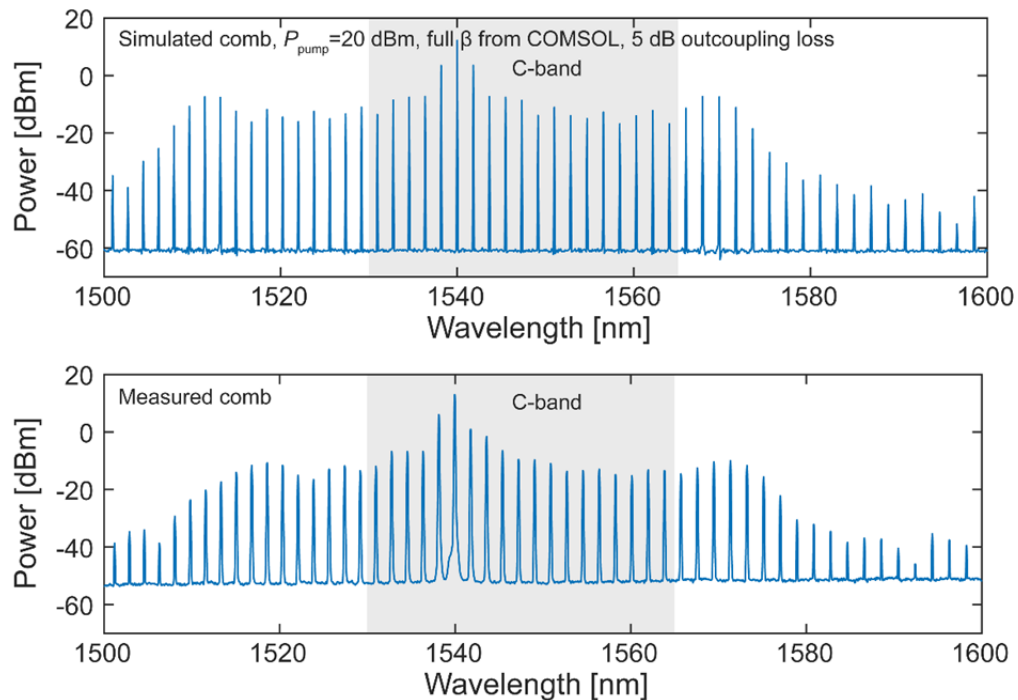 20
Simulated comb, Ppump=20 dBm, full β from COMSOL, 5 dB outcoupling loss
C-band
0
-20
-40
-60
Power [dBm]
1500 1520 1540 1560 1580 1600
Wavelength [nm]
20
Measured comb
C-band
0
-20
-40
-60
Power [dBm]
1500 1520 1540 1560 1580 1600
Wavelength [nm]